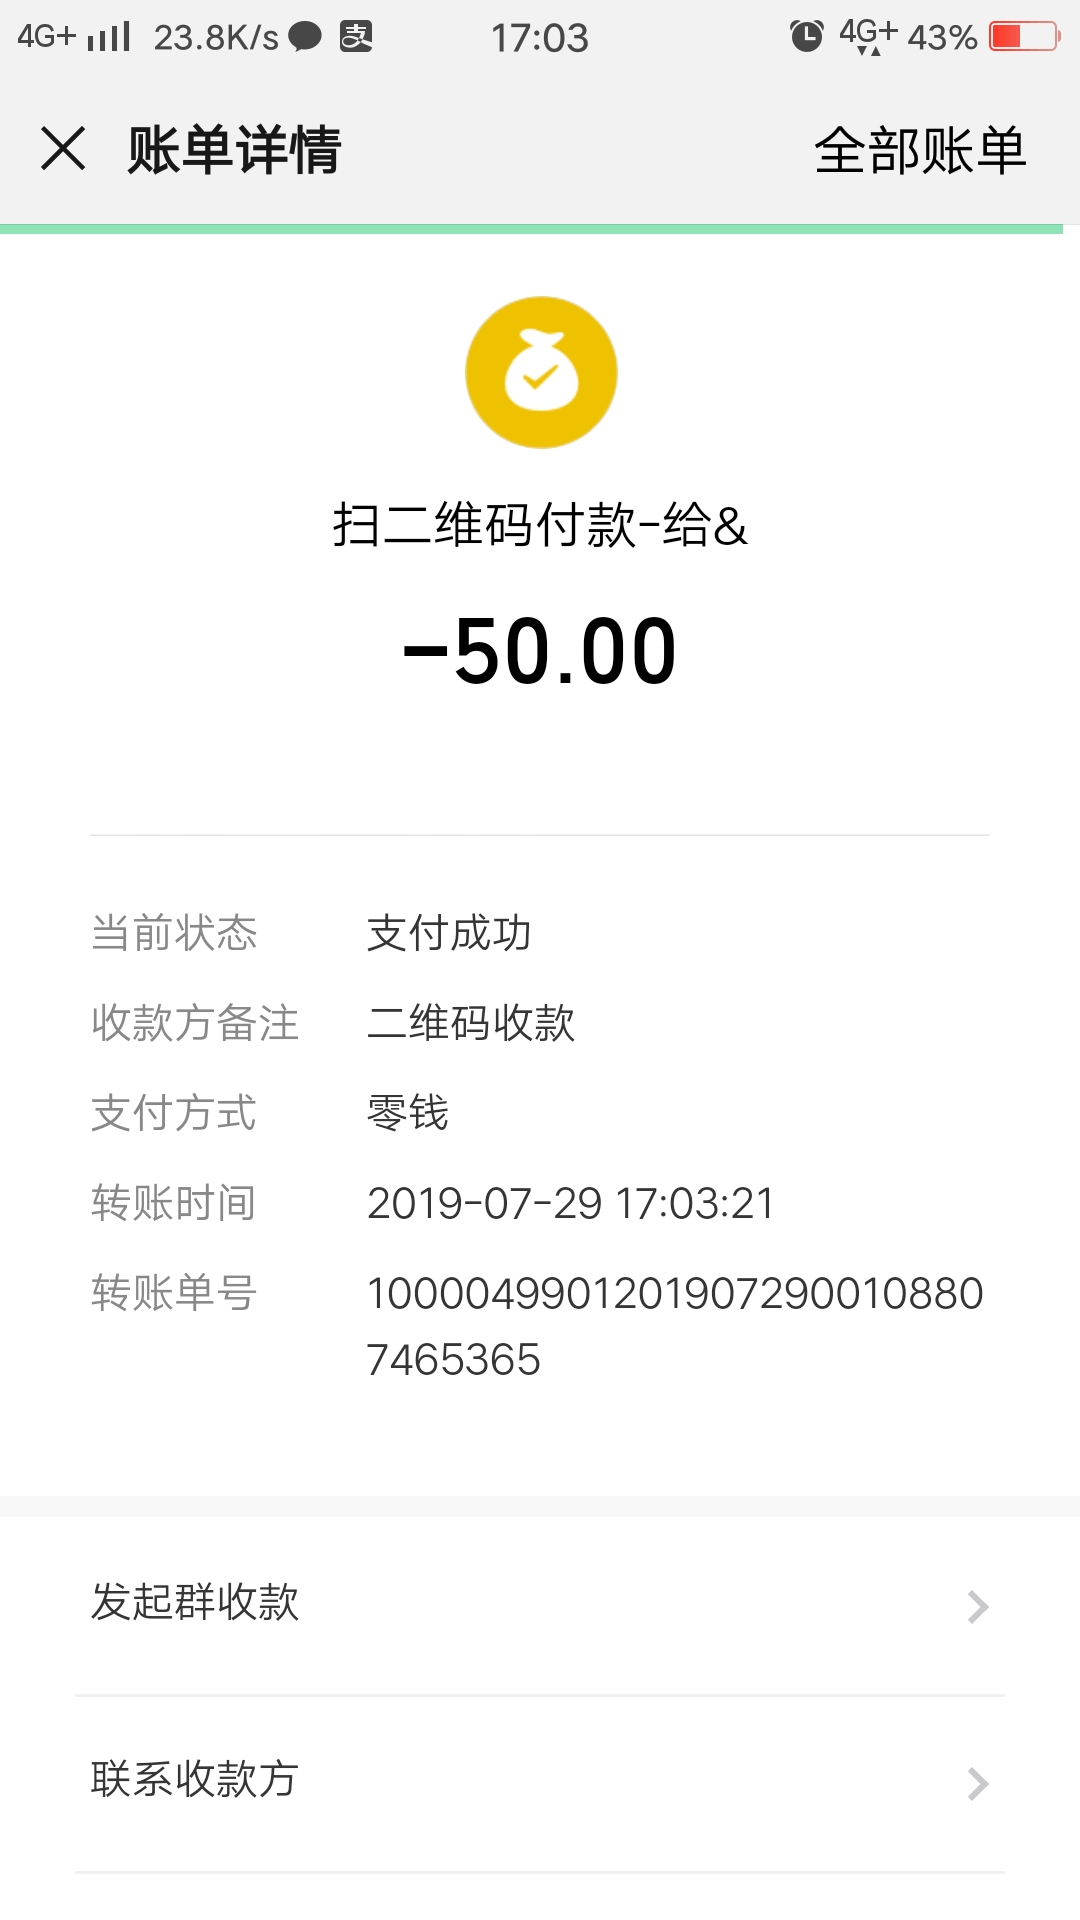 4G+ 23.8K/s 支 17:03 4G+ 43%
账单详情 全部账单
扫二维码付款-给&
-50.00
当前状态 支付成功
收款方备注 二维码收款
支付方式 零钱
转账时间 2019-07-29 17:03:21
转账单号 1000049901201907290010880
7465365
发起群收款
联系收款方